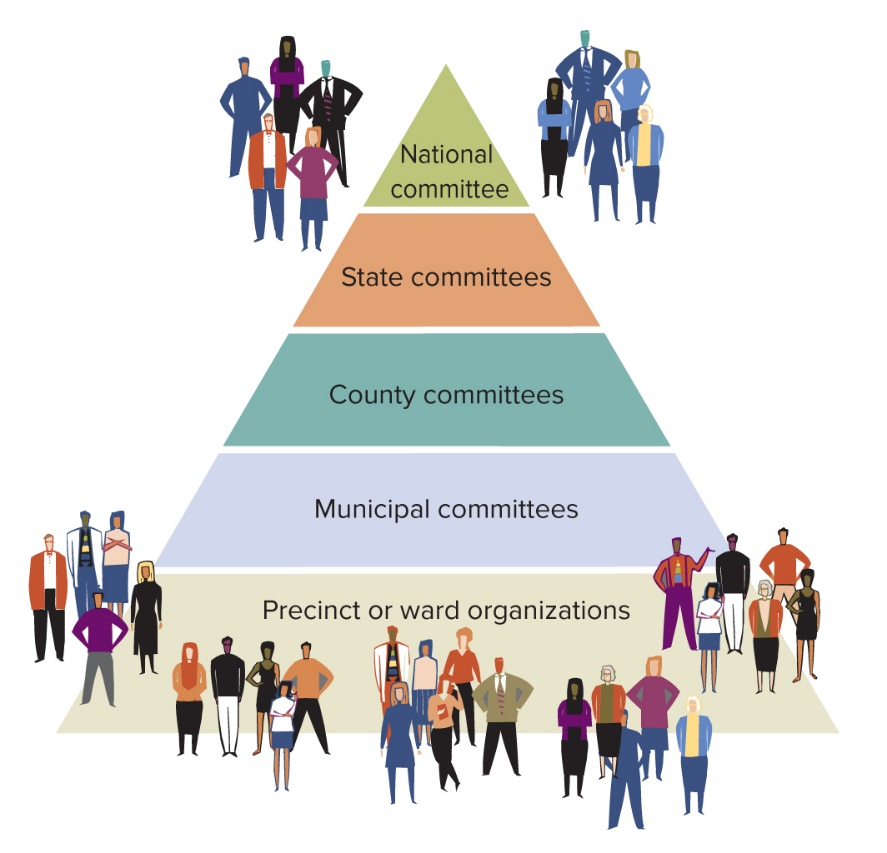 National
committee
State committees
County committees
Municipal committees
Precinct or ward organizations